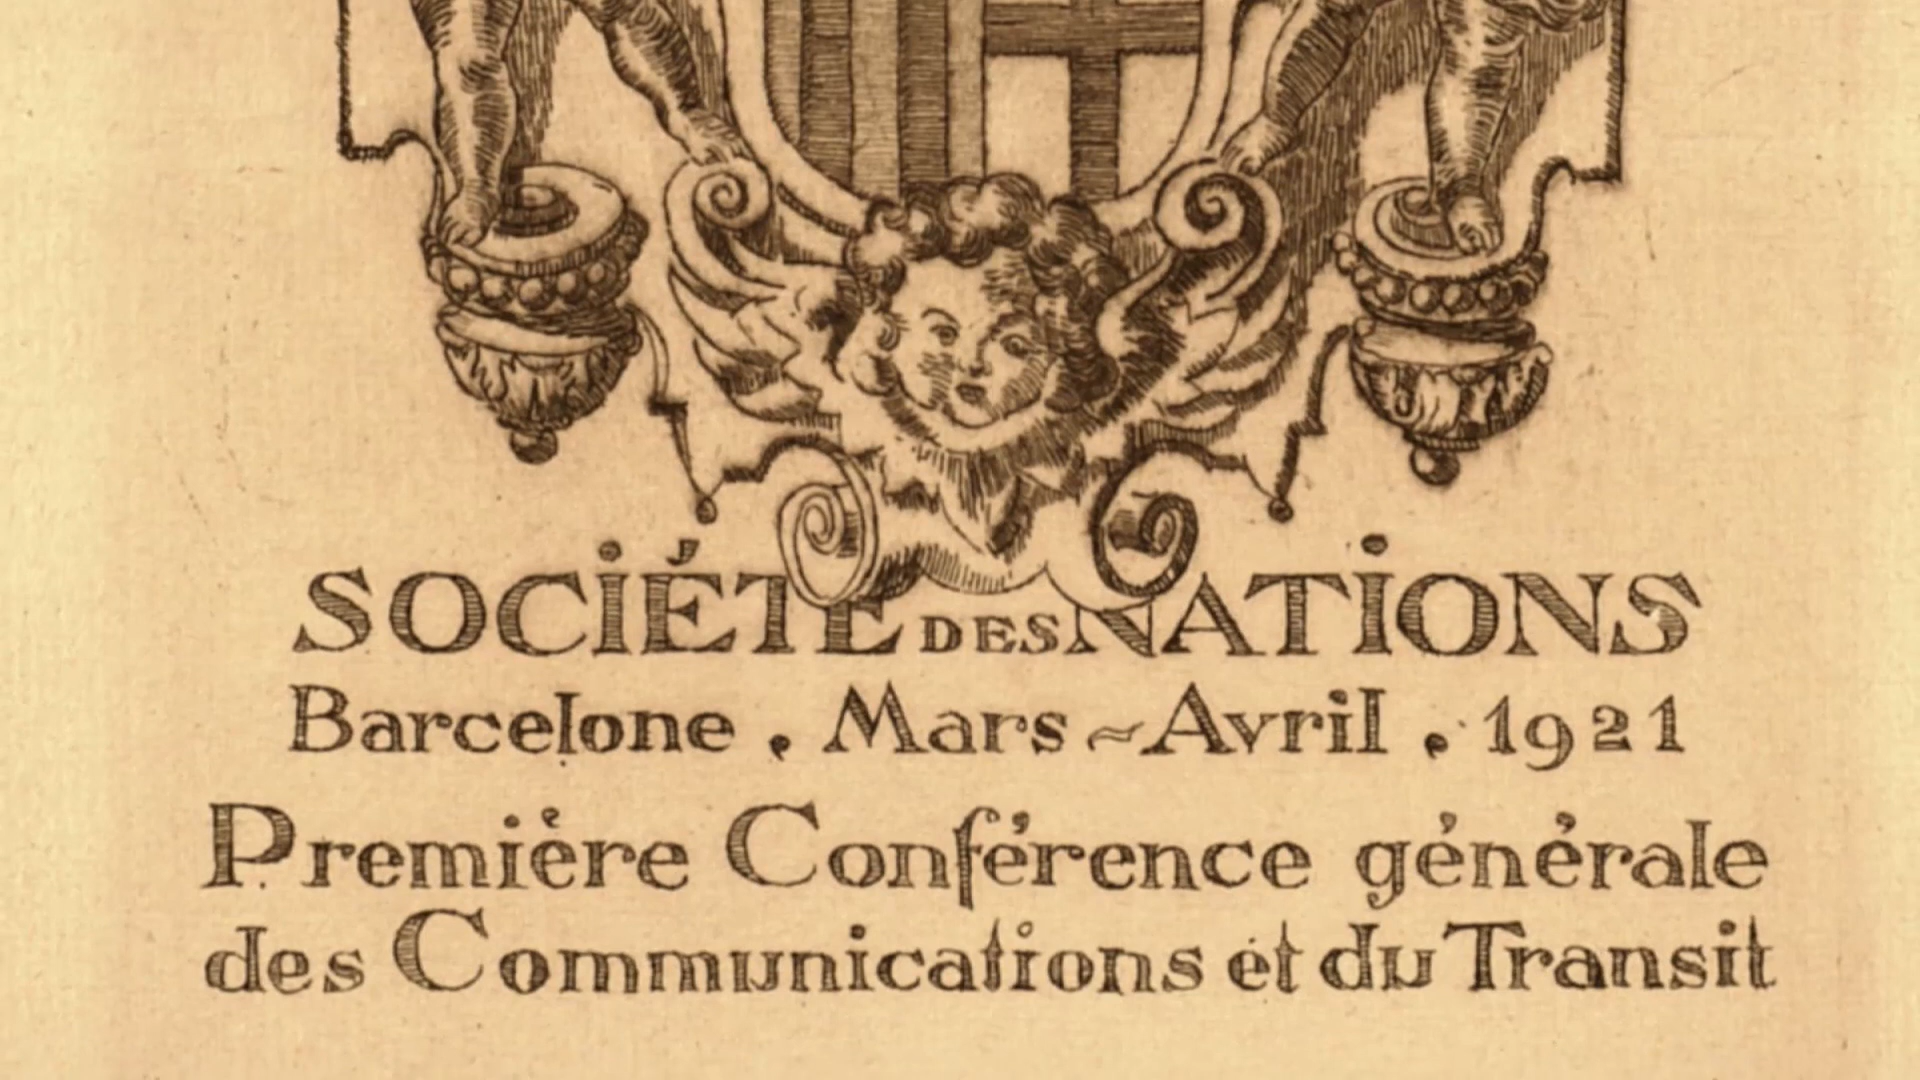 SOCIÉTÉ DES NATIONS
Barcelone . Mars~Avril . 1921
Première Conférence générale
des Communications et du Transit